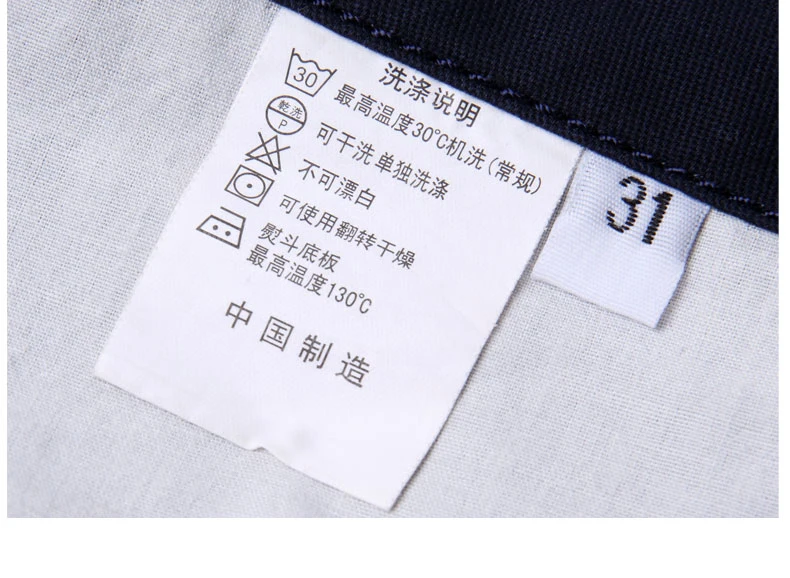 洗涤说明
30
最高温度30℃机洗(常规)
乾洗
P
可干洗单独洗涤
不可漂白
可使用翻转干燥
熨斗底板
最高温度130℃
中国制造
31